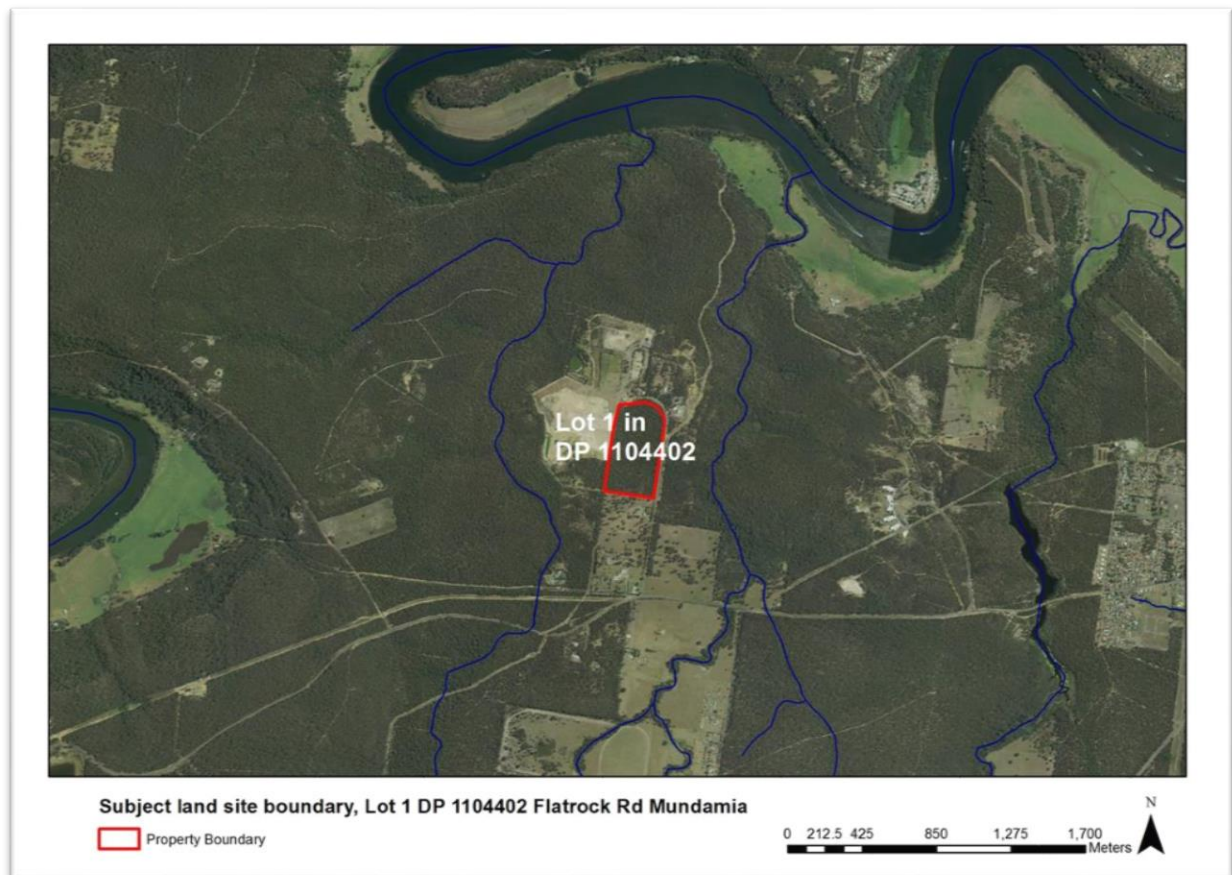 Lot 1 in
DP 1104402
Subject land site boundary, Lot 1 DP 1104402 Flatrock Rd Mundamia
Property Boundary
N
0 212.5 425 850 1,275 1,700
Meters